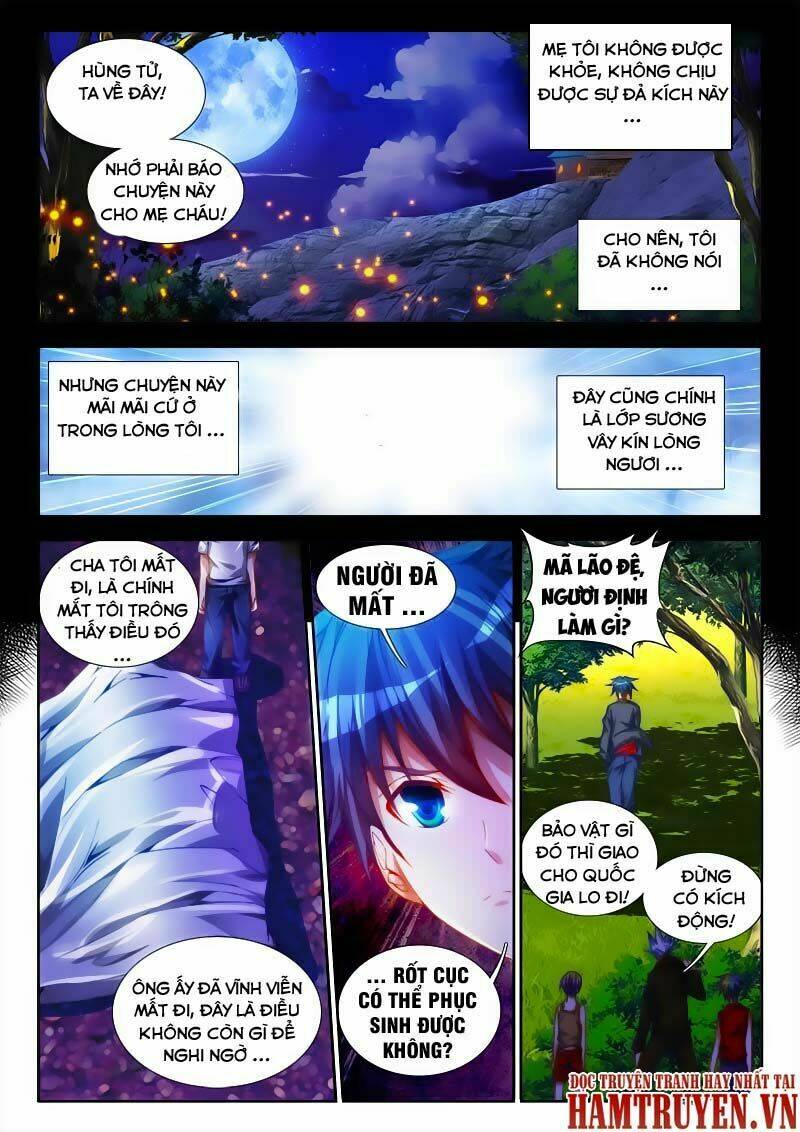 HÙNG TỬ,
TA VỀ ĐÂY!
NHỚ PHẢI BÁO
CHUYỆN NÀY
CHO MẸ CHÁU!
MẸ TÔI KHÔNG ĐƯỢC
KHỎE, KHÔNG CHỊU
ĐƯỢC SỰ ĐẢ KÍCH NÀY
...
CHO NÊN, TÔI
ĐÃ KHÔNG NÓI
...
NHƯNG CHUYỆN NÀY
MÃI MÃI CỨ Ở
TRONG LÒNG TÔI ...
ĐÂY CŨNG CHÍNH
LÀ LỚP SƯƠNG
VÂY KÍN LÒNG
NGƯƠI ...
CHA TÔI MẤT
ĐI, LÀ CHÍNH
MẮT TÔI TRÔNG
THẤY ĐIỀU ĐÓ
...
ÔNG ẤY ĐÃ VĨNH VIỄN
MẤT ĐI, ĐÂY LÀ ĐIỀU
KHÔNG CÒN GÌ ĐỂ
NGHI NGỜ ...
NGƯỜI ĐÃ
MẤT ...
... RỐT CỤC
CÓ THỂ PHỤC
SINH ĐƯỢC
KHÔNG?
MÃ LÃO ĐỆ,
NGƯƠI ĐỊNH
LÀM GÌ?
BẢO VẬT GÌ
ĐÓ THÌ GIAO
CHO QUỐC
GIA LO ĐI!
ĐỪNG
CÓ KÍCH
ĐỘNG!
ĐỌC TRUYỆN TRANH HAY NHẤT TẠI
HAMTRUYEN.VN